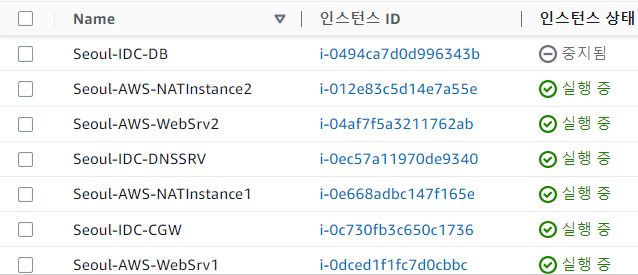 Name 인스턴스 ID 인스턴스 상태
Seoul-IDC-DB i-0494ca7d0d996343b 중지됨
Seoul-AWS-NATInstance2 i-012e83c5d14e7a55e 실행 중
Seoul-AWS-WebSrv2 i-04af7f5a3211762ab 실행 중
Seoul-IDC-DNSSRV i-0ec57a11970de9340 실행 중
Seoul-AWS-NATInstance1 i-0e668adbc147f165e 실행 중
Seoul-IDC-CGW i-0c730fb3c650c1736 실행 중
Seoul-AWS-WebSrv1 i-0dced1f1fc7d0cbbc 실행 중